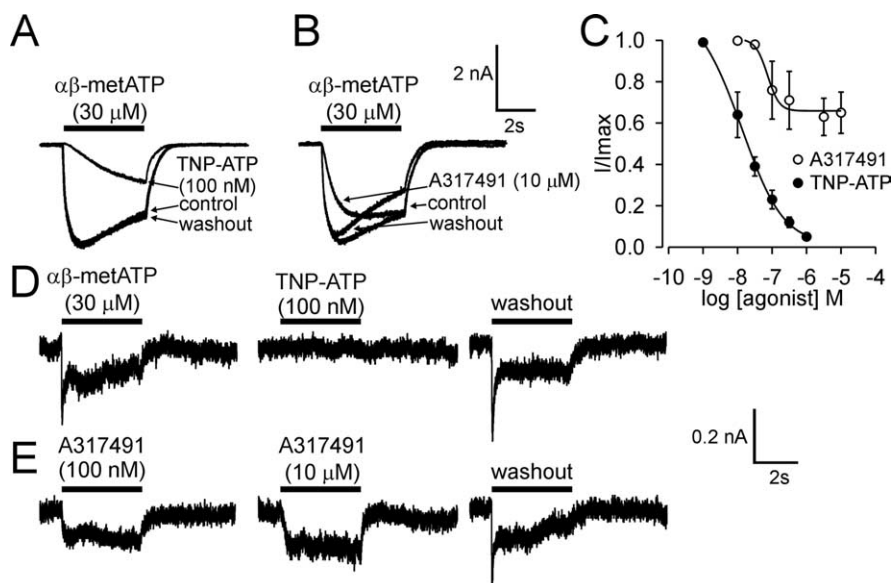 A
αβ-metATP
(30 μM)
TNP-ATP
(100 nM)
control
washout
B
αβ-metATP
(30 μM)
2 nA
2s
A317491 (10 μM)
control
washout
C
I/Imax
1.0
0.8
0.6
0.4
0.2
0.0
A317491
TNP-ATP
-10 -9 -8 -7 -6 -5 -4
log [agonist] M
D
αβ-metATP
(30 μM)
TNP-ATP
(100 nM)
washout
E
A317491
(100 nM)
A317491
(10 μM)
washout
0.2 nA
2s